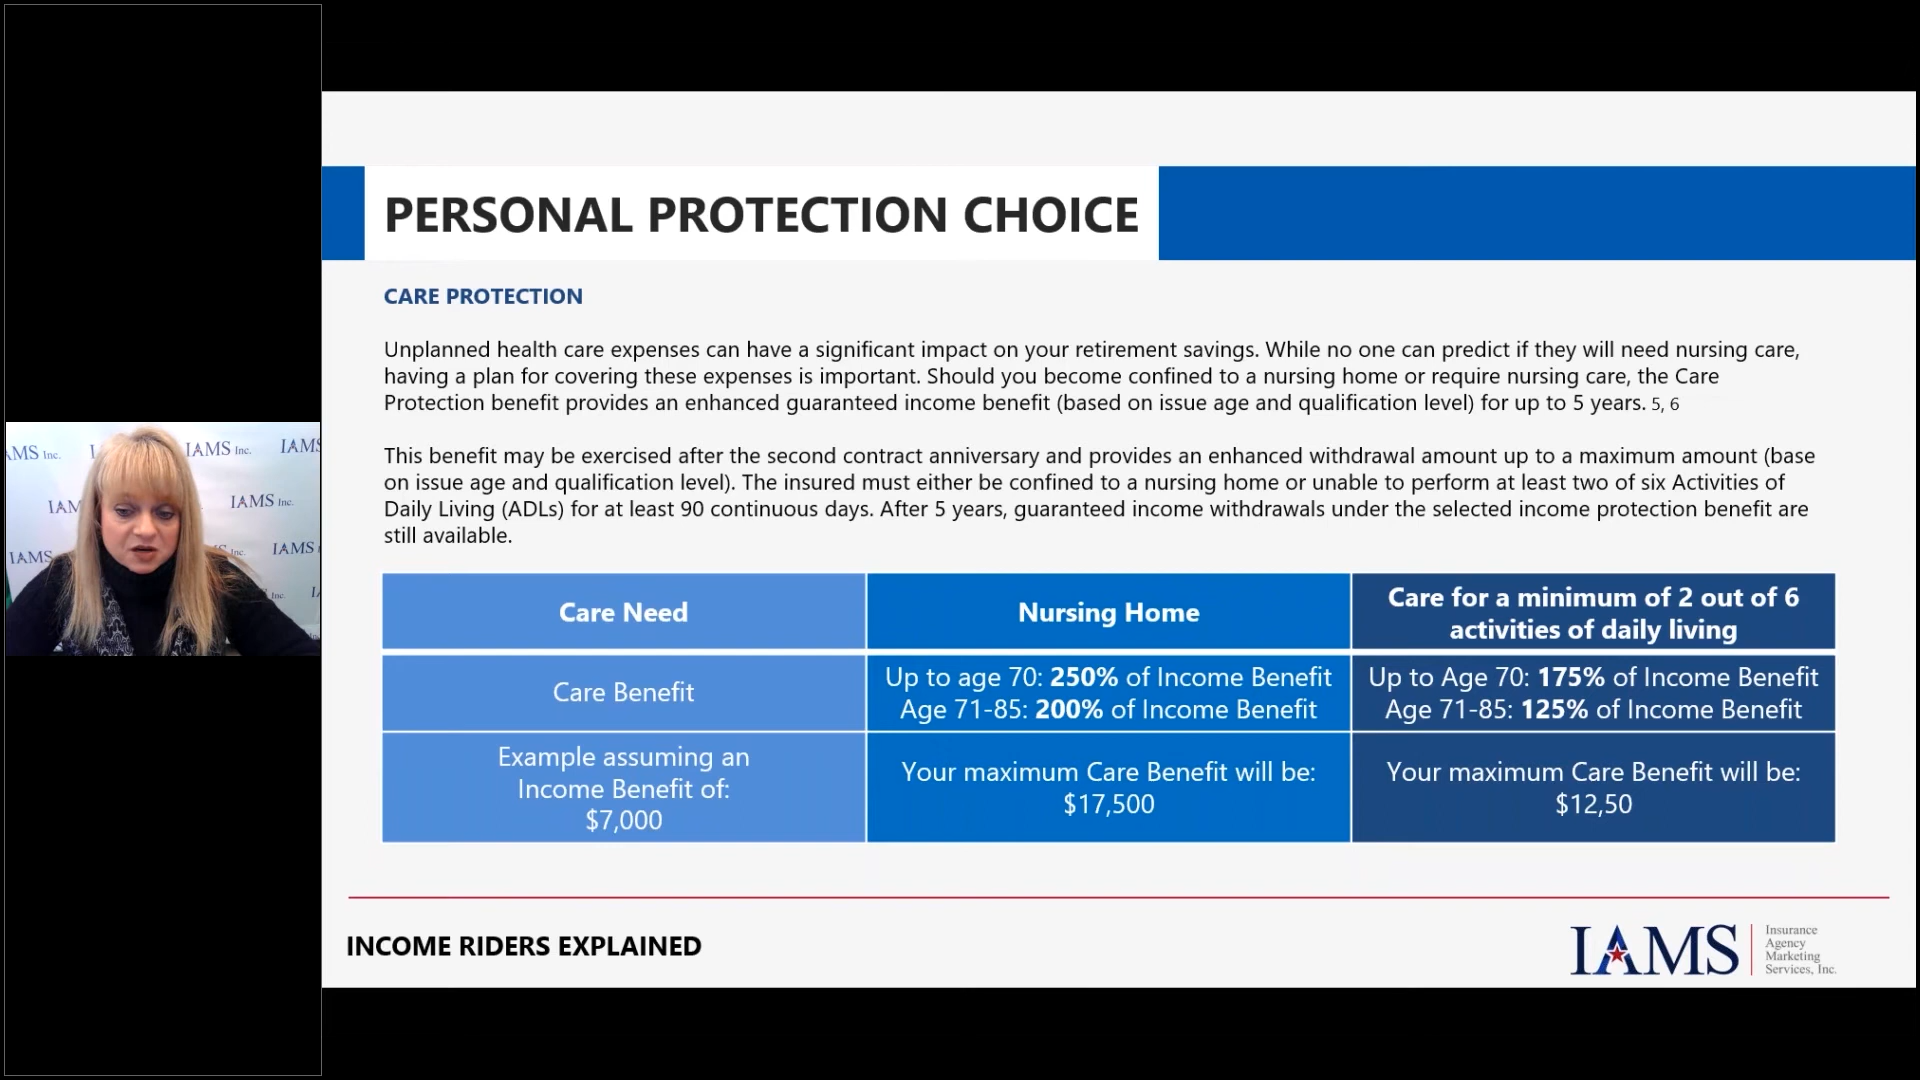 PERSONAL PROTECTION CHOICE
CARE PROTECTION
Unplanned health care expenses can have a significant impact on your retirement savings. While no one can predict if they will need nursing care,
having a plan for covering these expenses is important. Should you become confined to a nursing home or require nursing care, the Care
Protection benefit provides an enhanced guaranteed income benefit (based on issue age and qualification level) for up to 5 years. 5, 6
This benefit may be exercised after the second contract anniversary and provides an enhanced withdrawal amount up to a maximum amount (base
on issue age and qualification level). The insured must either be confined to a nursing home or unable to perform at least two of six Activities of
Daily Living (ADLs) for at least 90 continuous days. After 5 years, guaranteed income withdrawals under the selected income protection benefit are
still available.
Care Need
Nursing Home
Care for a minimum of 2 out of 6
activities of daily living
Care Benefit
Up to age 70: 250% of Income Benefit
Age 71-85: 200% of Income Benefit
Up to Age 70: 175% of Income Benefit
Age 71-85: 125% of Income Benefit
Example assuming an
Income Benefit of:
$7,000
Your maximum Care Benefit will be:
$17,500
Your maximum Care Benefit will be:
$12,50
INCOME RIDERS EXPLAINED
IAMS
Insurance
Agency
Marketing
Services, Inc.
IAMS Inc.
IAMS
IAMS Inc.
IAMS
IAMS